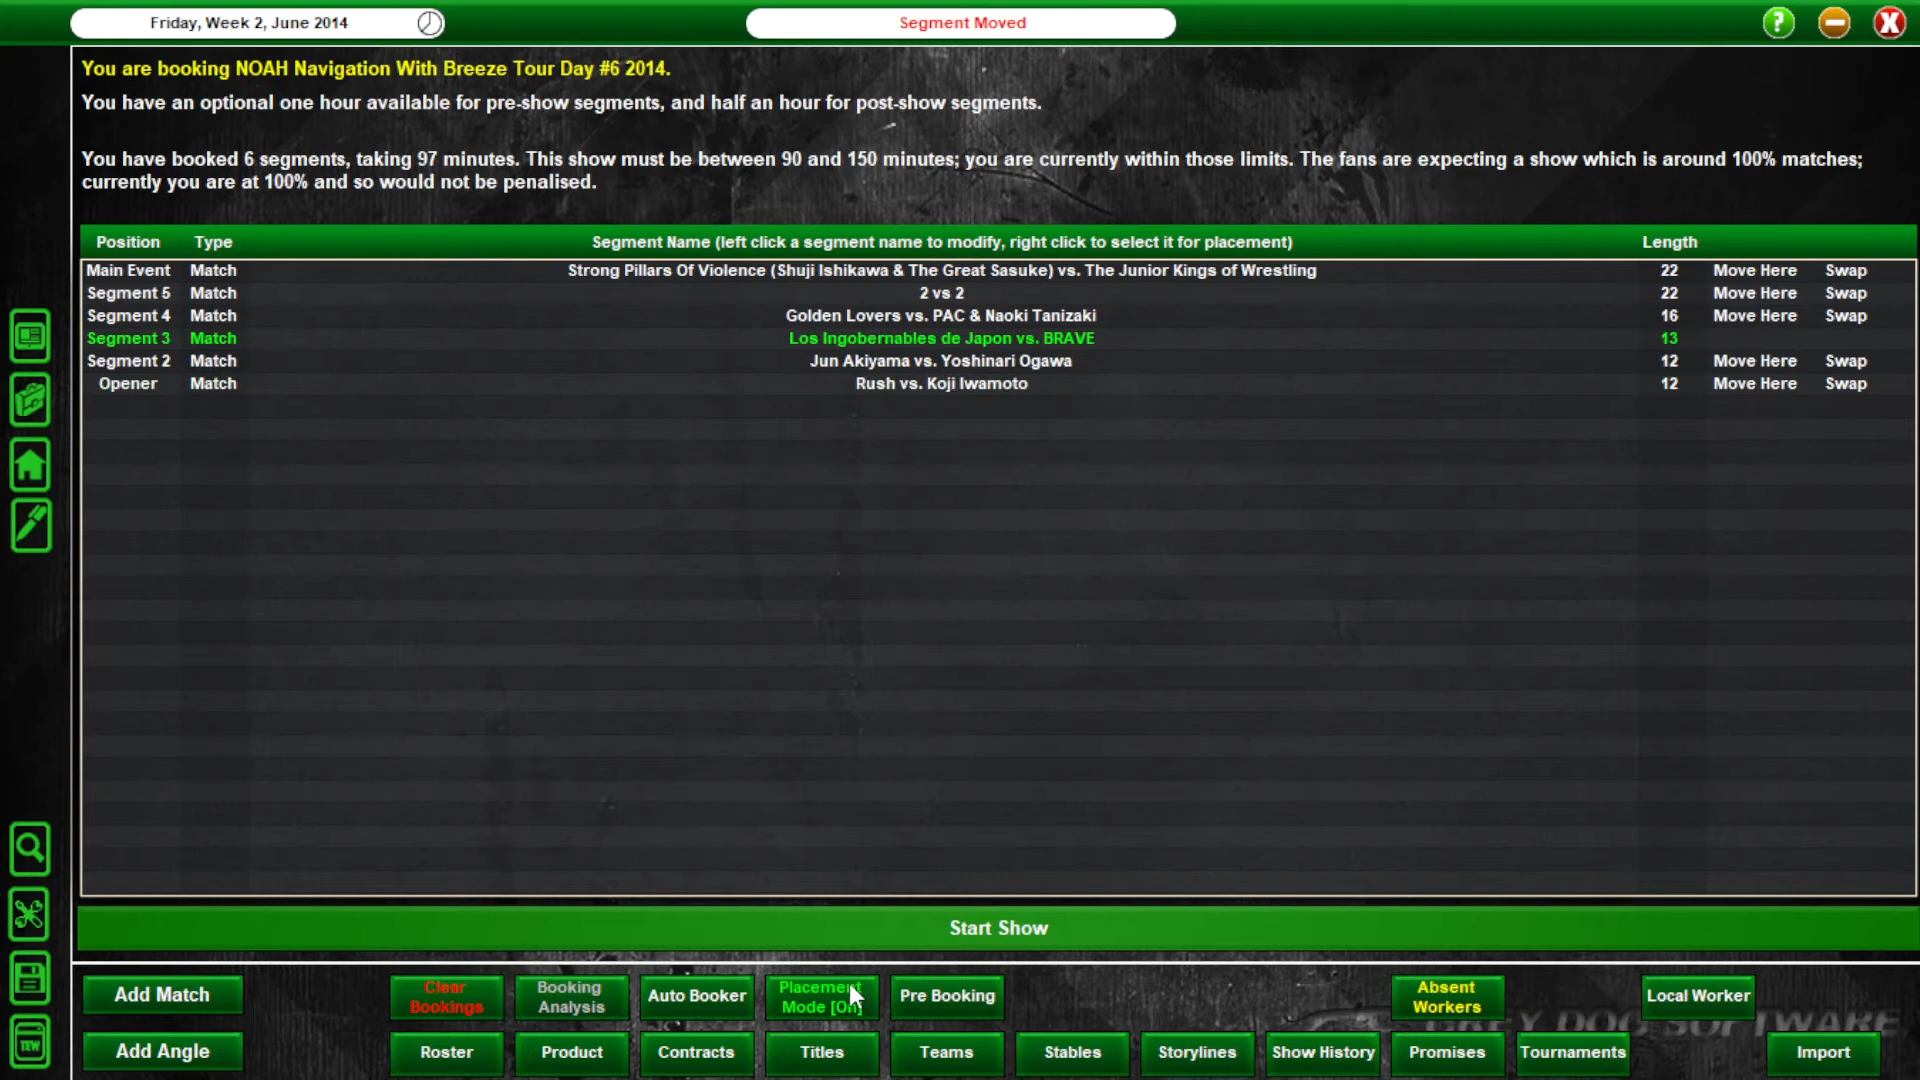 Friday, Week 2, June 2014
Segment Moved
?
X
You are booking NOAH Navigation With Breeze Tour Day #6 2014.
You have an optional one hour available for pre-show segments, and half an hour for post-show segments.
You have booked 6 segments, taking 97 minutes. This show must be between 90 and 150 minutes; you are currently within those limits. The fans are expecting a show which is around 100% matches;
currently you are at 100% and so would not be penalised.
Position Type Segment Name (left click a segment name to modify, right click to select it for placement) Length
Main Event Match Strong Pillars Of Violence (Shuji Ishikawa & The Great Sasuke) vs. The Junior Kings of Wrestling 22 Move Here Swap
Segment 5 Match 2 vs 2 22 Move Here Swap
Segment 4 Match Golden Lovers vs. PAC & Naoki Tanizaki 16 Move Here Swap
Segment 3 Match Los Ingobernables de Japon vs. BRAVE 13
Segment 2 Match Jun Akiyama vs. Yoshinari Ogawa 12 Move Here Swap
Opener Match Rush vs. Koji Iwamoto 12 Move Here Swap
Start Show
Add Match
Clear
Bookings
Booking
Analysis
Auto Booker
Placement
Mode [On]
Pre Booking
Absent
Workers
Local Worker
GREY DOG SOFTWARE
Add Angle
Roster
Product
Contracts
Titles
Teams
Stables
Storylines
Show History
Promises
Tournaments
Import
TEW